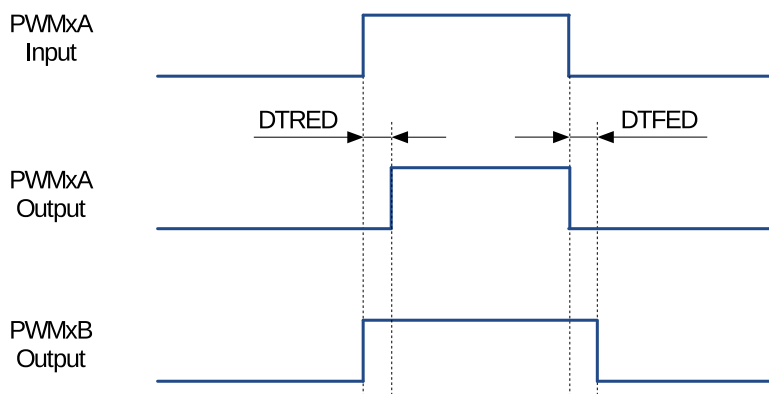 PWMxA
Input
DTRED
DTFED
PWMxA
Output
PWMxB
Output